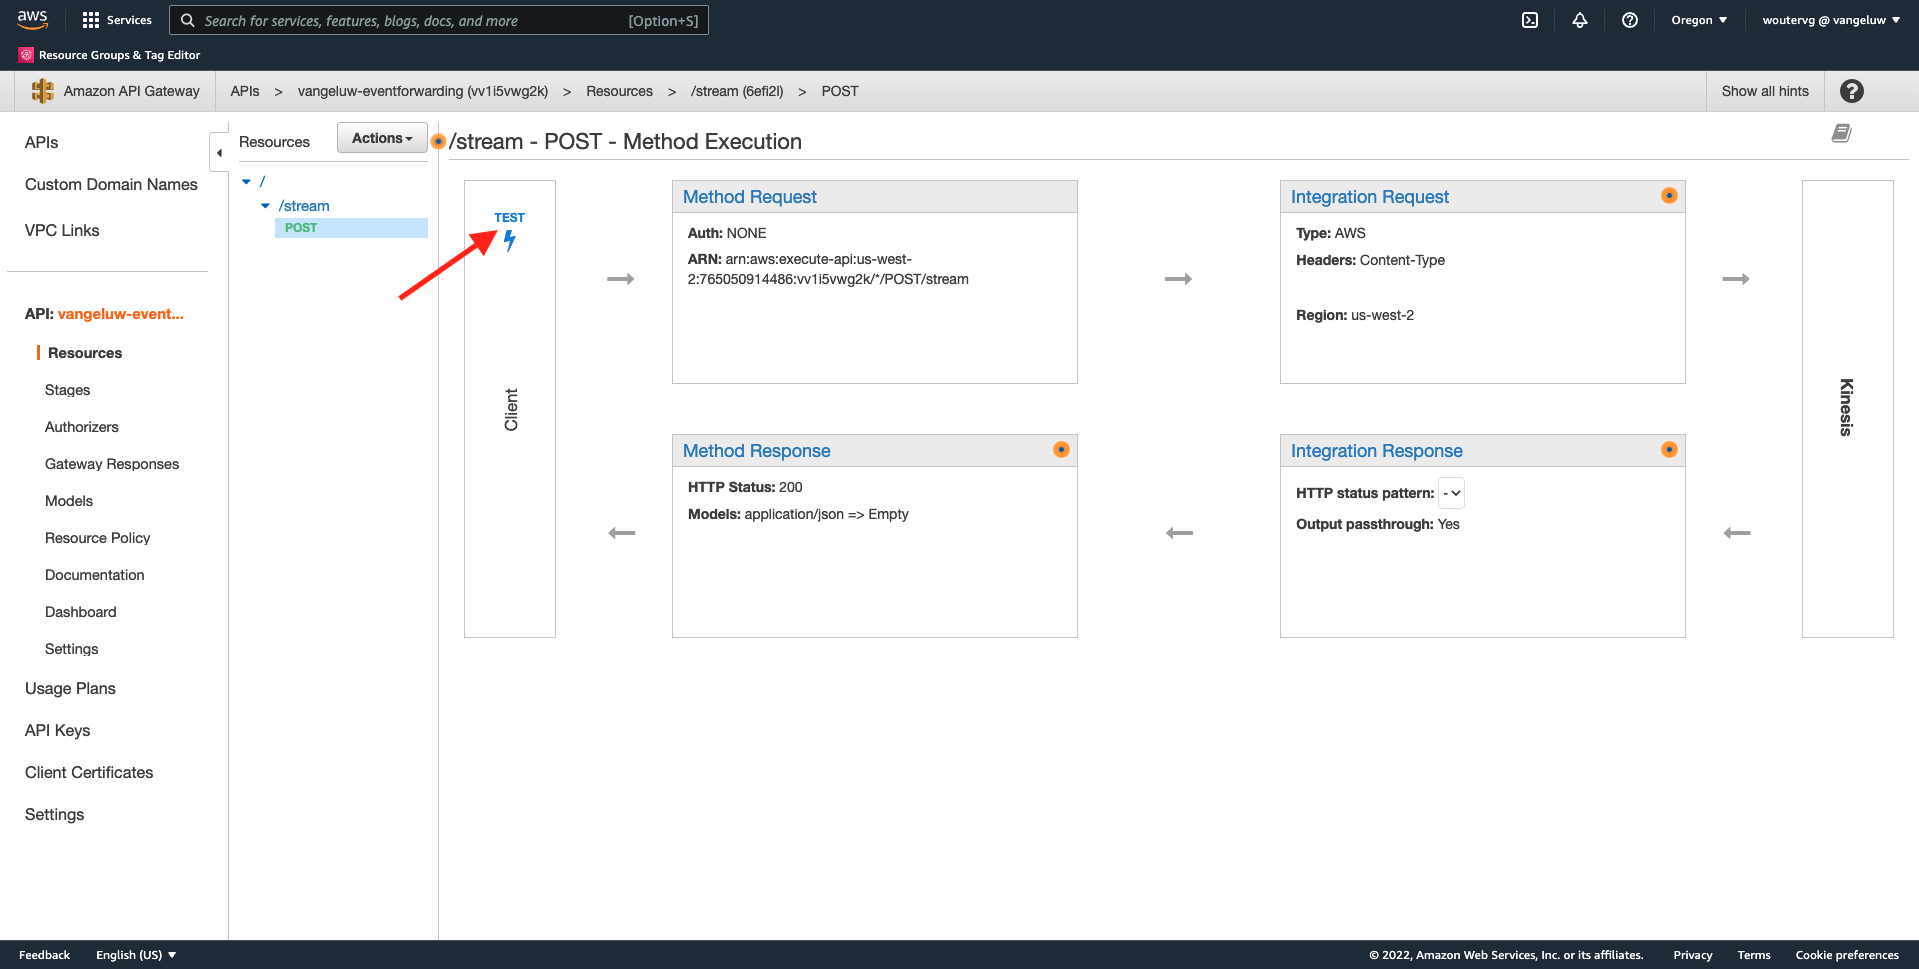 aws
Services
Search for services, features, blogs, docs, and more
[Option+S]
Oregon
woutervg @ vangeluw
Resource Groups & Tag Editor
Amazon API Gateway
APIs > vangeluw-eventforwarding (vv1i5vwg2k) > Resources > /stream (6efi2l) > POST
Show all hints
?
APIs
Custom Domain Names
VPC Links
API: vangeluw-event...
Resources
Stages
Authorizers
Gateway Responses
Models
Resource Policy
Documentation
Dashboard
Settings
Usage Plans
API Keys
Client Certificates
Settings
Resources
Actions
/
/stream
POST
/stream - POST - Method Execution
TEST
Client
Method Request
Auth: NONE
ARN: arn:aws:execute-api:us-west-
2:765050914486:vv1i5vwg2k/*/POST/stream
Integration Request
Type: AWS
Headers: Content-Type
Region: us-west-2
Kinesis
Method Response
HTTP Status: 200
Models: application/json => Empty
Integration Response
HTTP status pattern: -
Output passthrough: Yes
Feedback
English (US)
© 2022, Amazon Web Services, Inc. or its affiliates.
Privacy
Terms
Cookie preferences